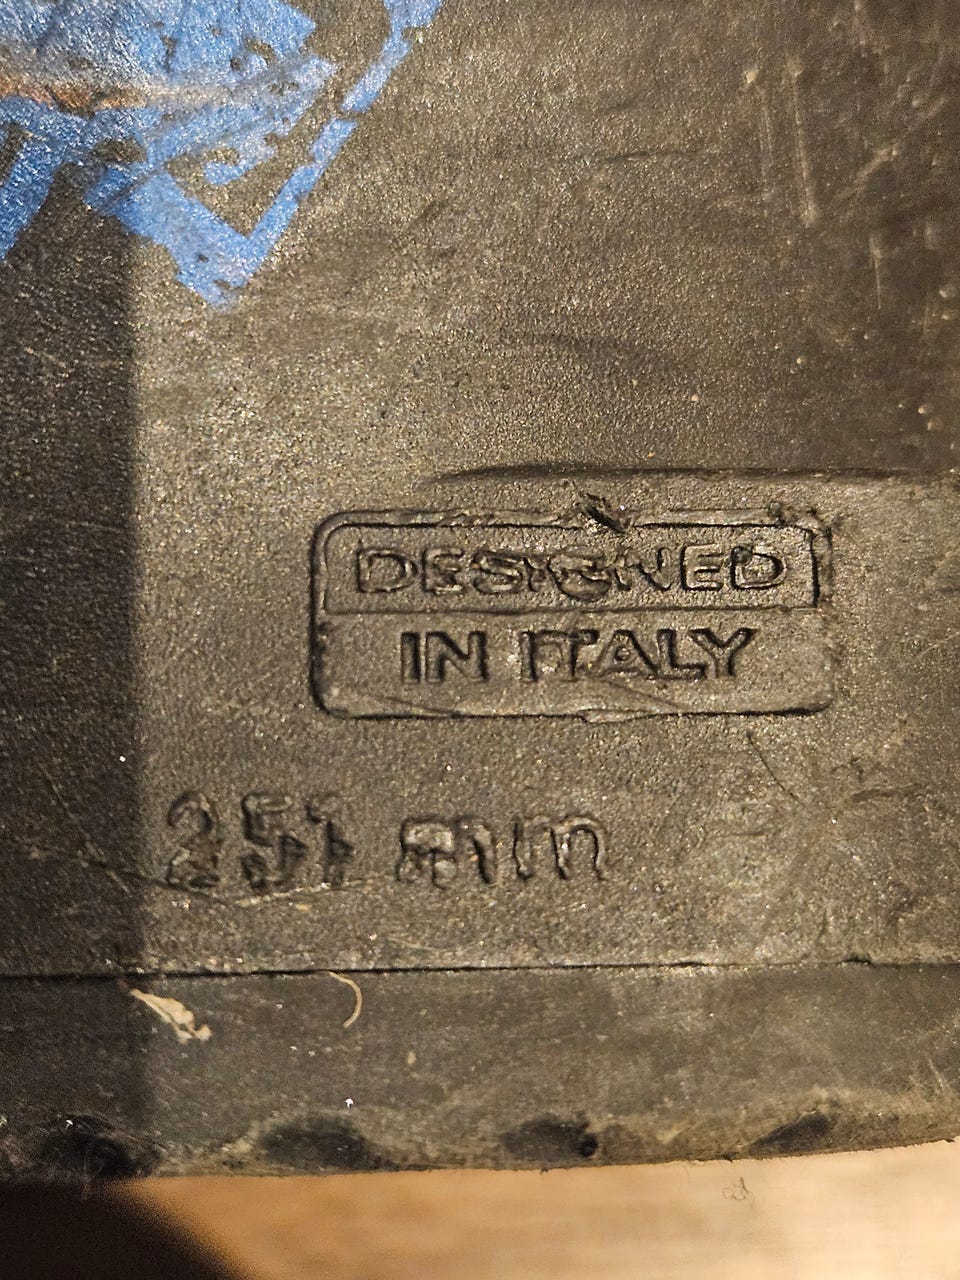 DESIGNED
IN ITALY
251 mm